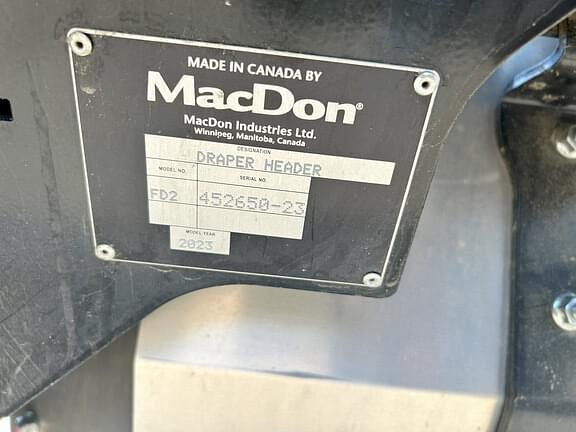 MADE IN CANADA BY
MacDon®
MacDon Industries Ltd.
Winnipeg, Manitoba, Canada
DESIGNATION
DRAPER HEADER
MODEL NO. SERIAL NO.
FD2 452650-23
MODEL YEAR
2023